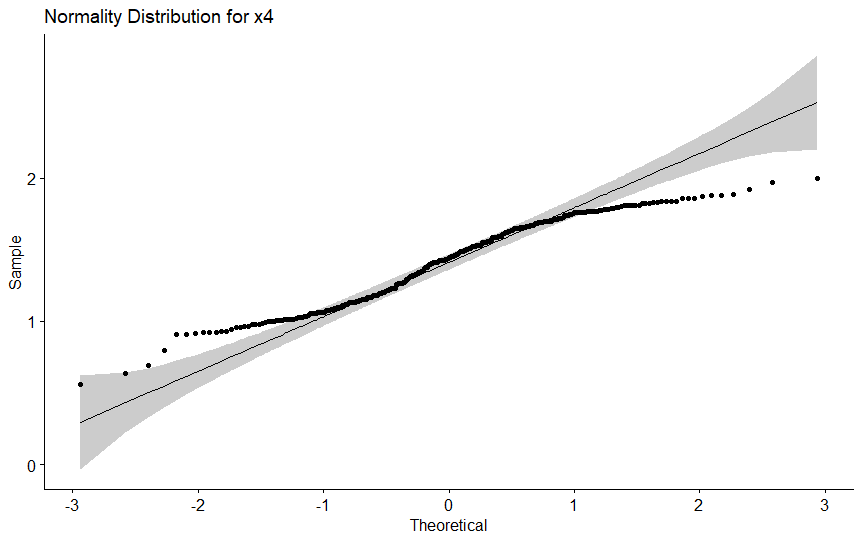 Normality Distribution for x4
Sample
2
1
0
-3 -2 -1 0 1 2 3
Theoretical